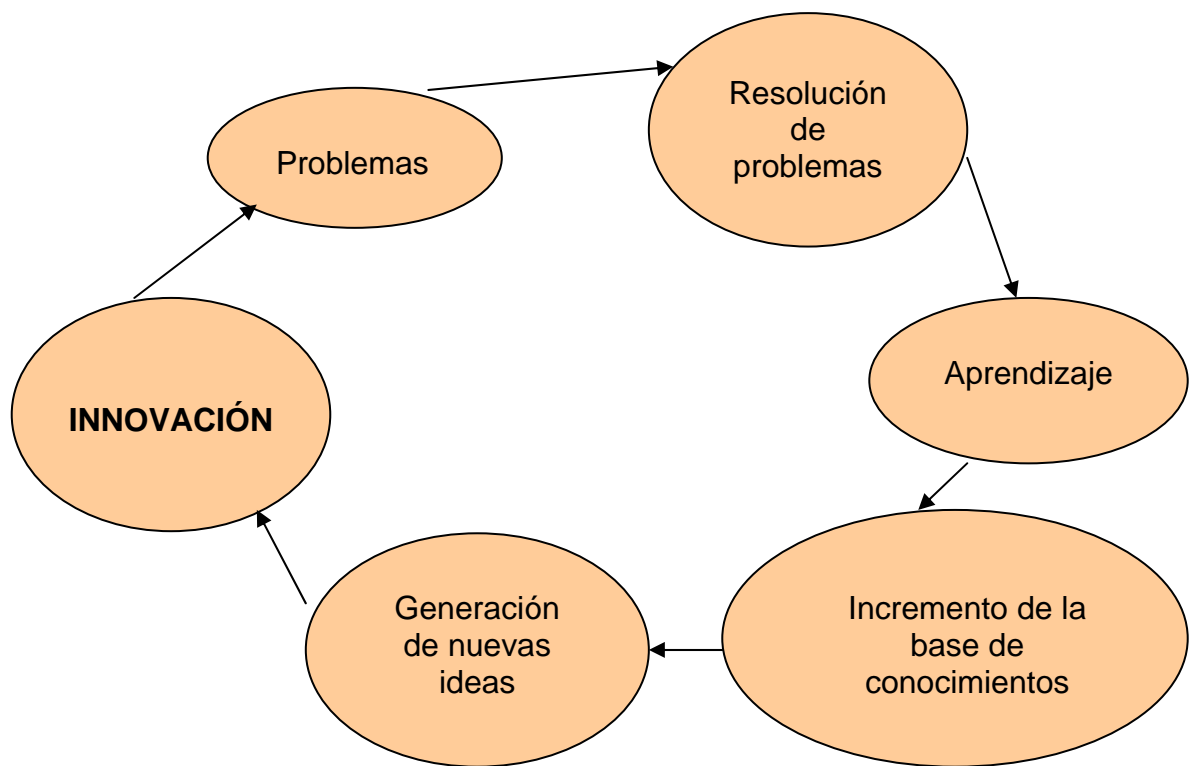 Resolución
de
problemas
Problemas
Aprendizaje
INNOVACIÓN
Generación
de nuevas
ideas
Incremento de la
base de
conocimientos